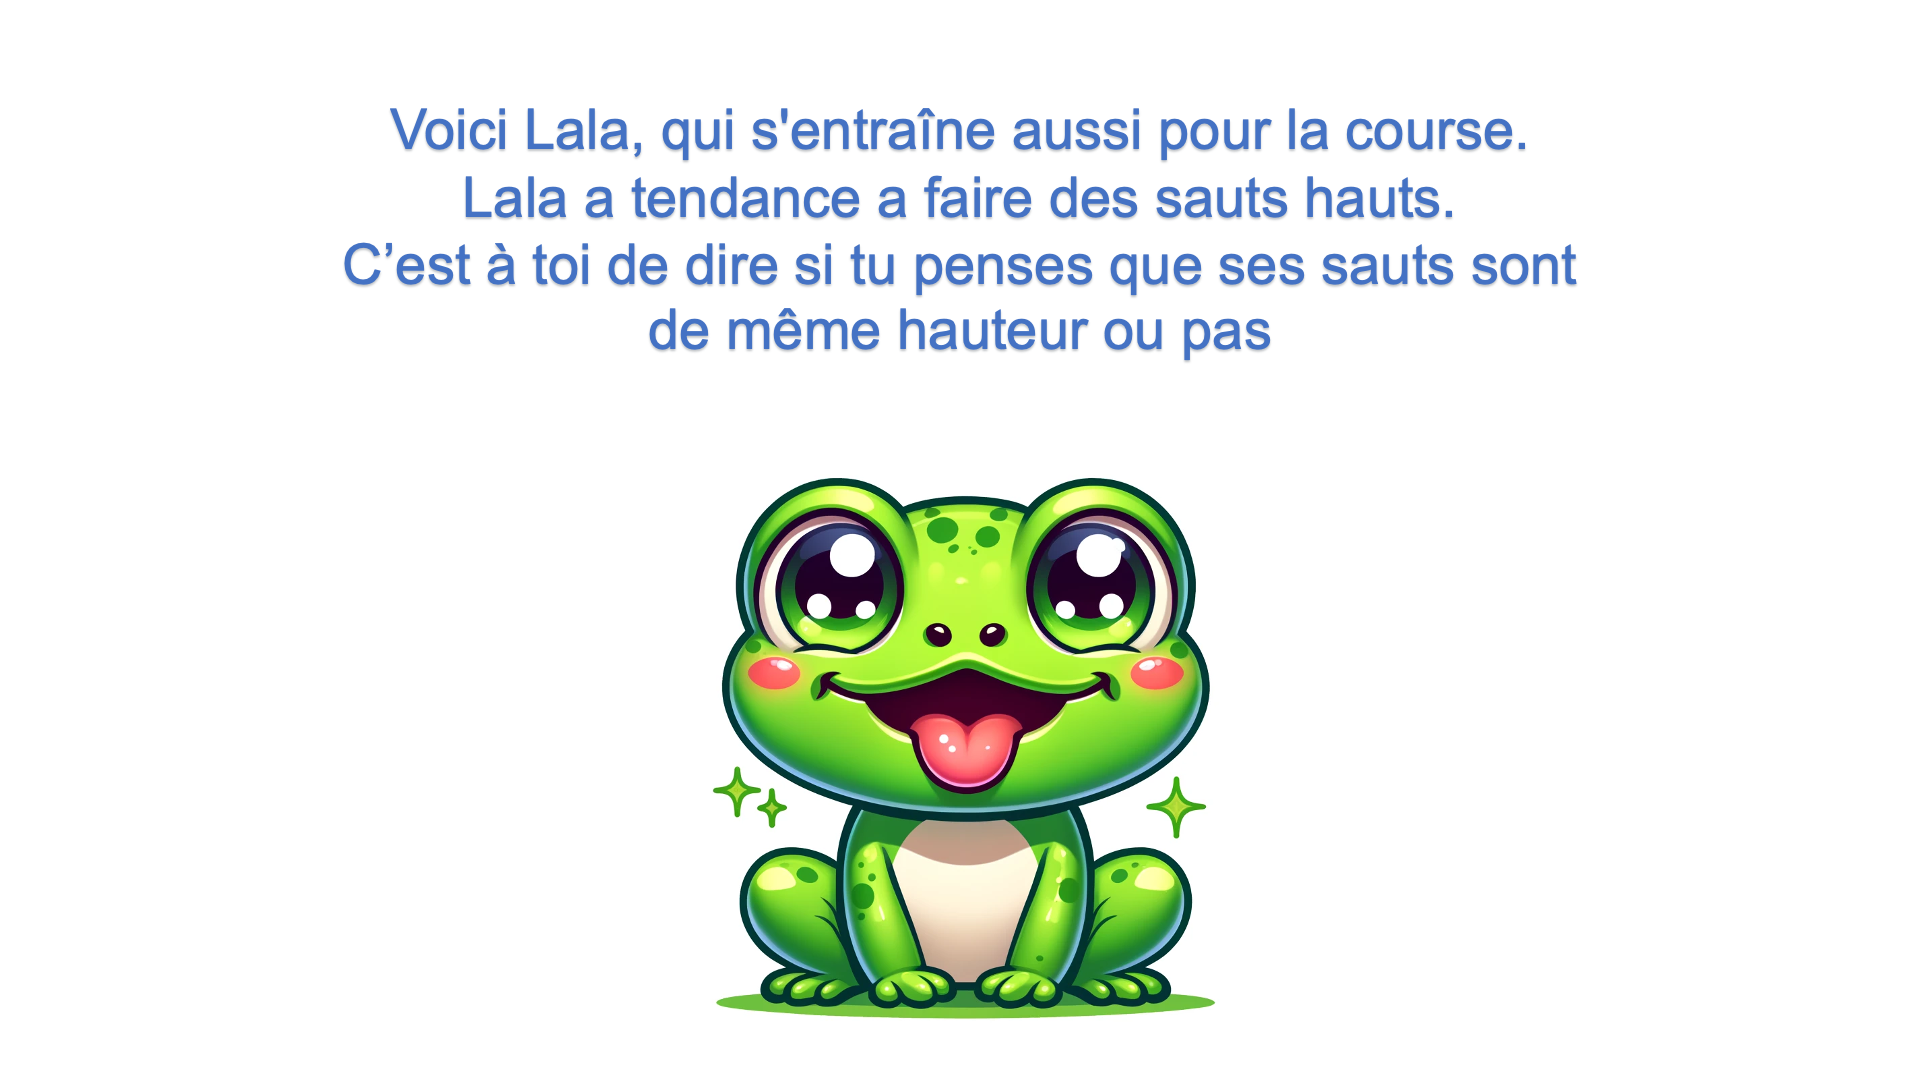 Voici Lala, qui s'entraîne aussi pour la course.
Lala a tendance a faire des sauts hauts.
C’est à toi de dire si tu penses que ses sauts sont
de même hauteur ou pas